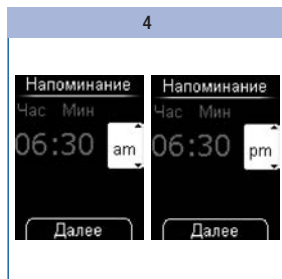 4
Напоминание
Час Мин
06:30 am
Далее
Напоминание
Час Мин
06:30 pm
Далее